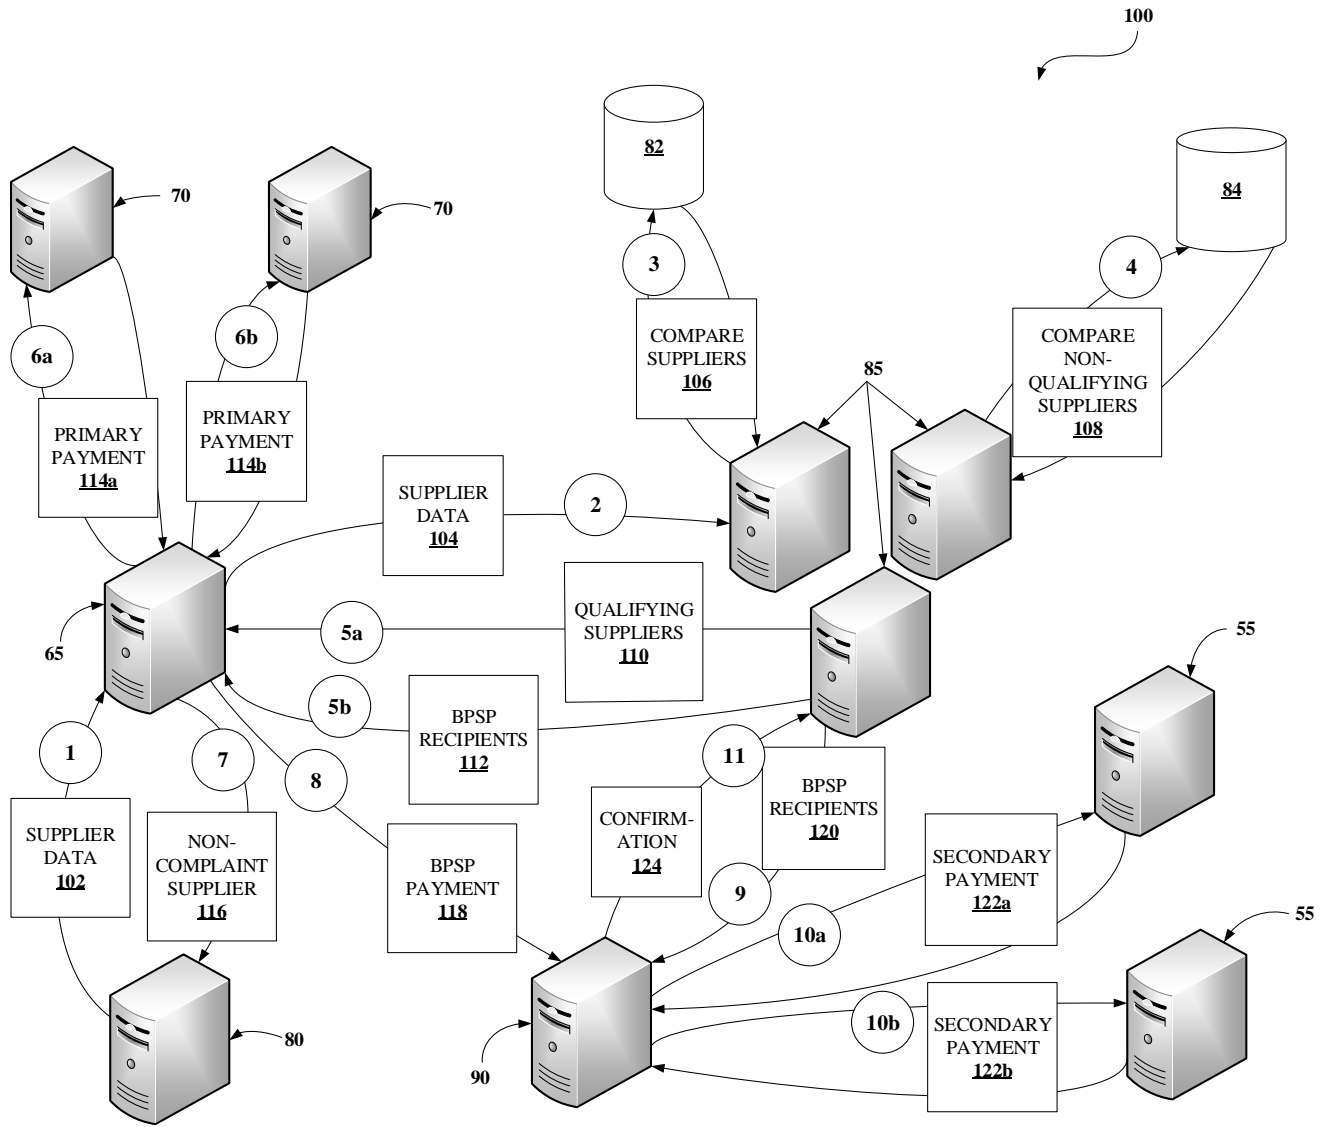 100
82
84
70
70
3
4
6a
6b
COMPARE
SUPPLIERS
106
COMPARE
NON-
QUALIFYING
SUPPLIERS
108
85
PRIMARY
PAYMENT
114a
PRIMARY
PAYMENT
114b
SUPPLIER
DATA
104
2
65
5a
QUALIFYING
SUPPLIERS
110
55
5b
BPSP
RECIPIENTS
112
1
7
8
11
SUPPLIER
DATA
102
NON-
COMPLAINT
SUPPLIER
116
BPSP
PAYMENT
118
CONFIRM-
ATION
124
BPSP
RECIPIENTS
120
9
10a
SECONDARY
PAYMENT
122a
55
80
90
10b
SECONDARY
PAYMENT
122b